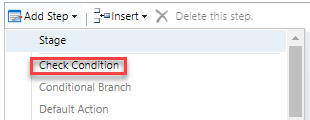 Add Step Insert Delete this step.
Stage
Check Condition
Conditional Branch
Default Action